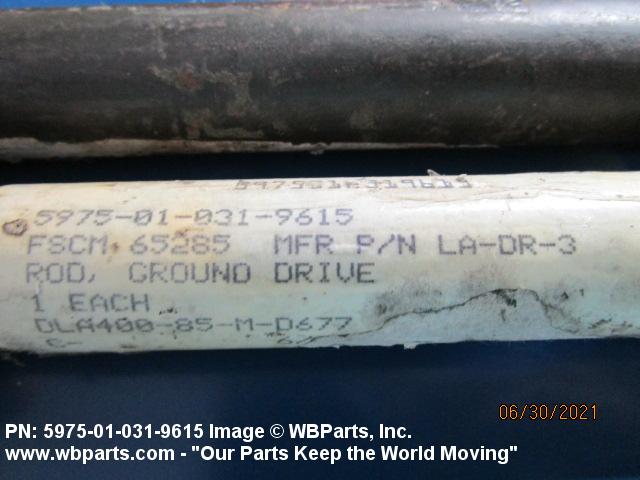 5975-01-031-9615
FSCM 65285 MFR P/N LA-DR-3
ROD, GROUND DRIVE
1 EACH
DLA400-85-M-D677
06/30/2021
PN: 5975-01-031-9615 Image © WBParts, Inc.
www.wbparts.com - "Our Parts Keep the World Moving"